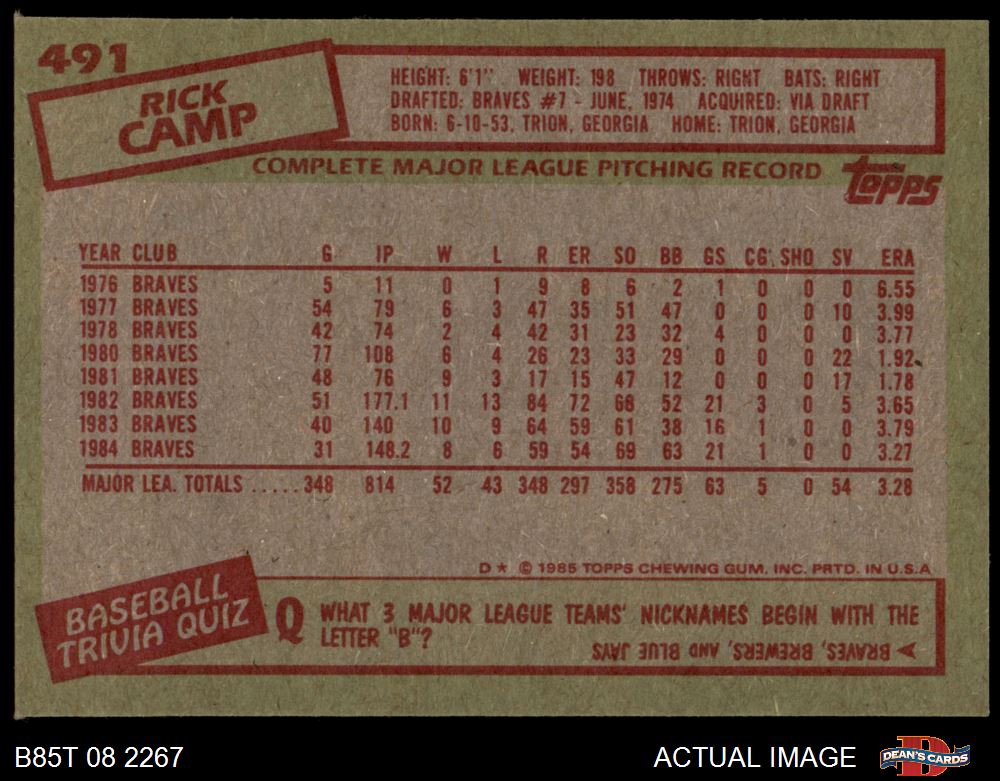 491
RICK
CAMP
HEIGHT: 6'1" WEIGHT: 198 THROWS: RIGHT BATS: RIGHT
DRAFTED: BRAVES #7 - JUNE, 1974 ACQUIRED: VIA DRAFT
BORN: 6-10-53, TRION, GEORGIA HOME: TRION, GEORGIA
COMPLETE MAJOR LEAGUE PITCHING RECORD
topps
YEAR CLUB G IP W L R ER SO BB GS CG SHO SV ERA
1976 BRAVES 5 11 0 1 9 8 6 2 1 0 0 0 6.55
1977 BRAVES 54 79 6 3 47 35 51 47 0 0 0 10 3.99
1978 BRAVES 42 74 2 4 42 31 23 32 4 0 0 0 3.77
1980 BRAVES 77 108 6 4 26 23 33 29 0 0 0 22 1.92
1981 BRAVES 48 76 9 3 17 15 47 12 0 0 0 17 1.78
1982 BRAVES 51 177.1 11 13 84 72 68 52 21 3 0 5 3.65
1983 BRAVES 40 140 10 9 64 59 61 38 16 1 0 0 3.79
1984 BRAVES 31 148.2 8 6 59 54 69 63 21 1 0 0 3.27
MAJOR LEA. TOTALS ..... 348 814 52 43 348 297 358 275 63 5 0 54 3.28
D★ © 1985 TOPPS CHEWING GUM, INC. PRTD. IN U.S.A
BASEBALL
TRIVIA QUIZ
Q WHAT 3 MAJOR LEAGUE TEAMS' NICKNAMES BEGIN WITH THE
LETTER "B"?
A BRAVES, BREWERS, AND BLUE JAYS
B85T 08 2267
ACTUAL IMAGE
DEAN'S CARDS